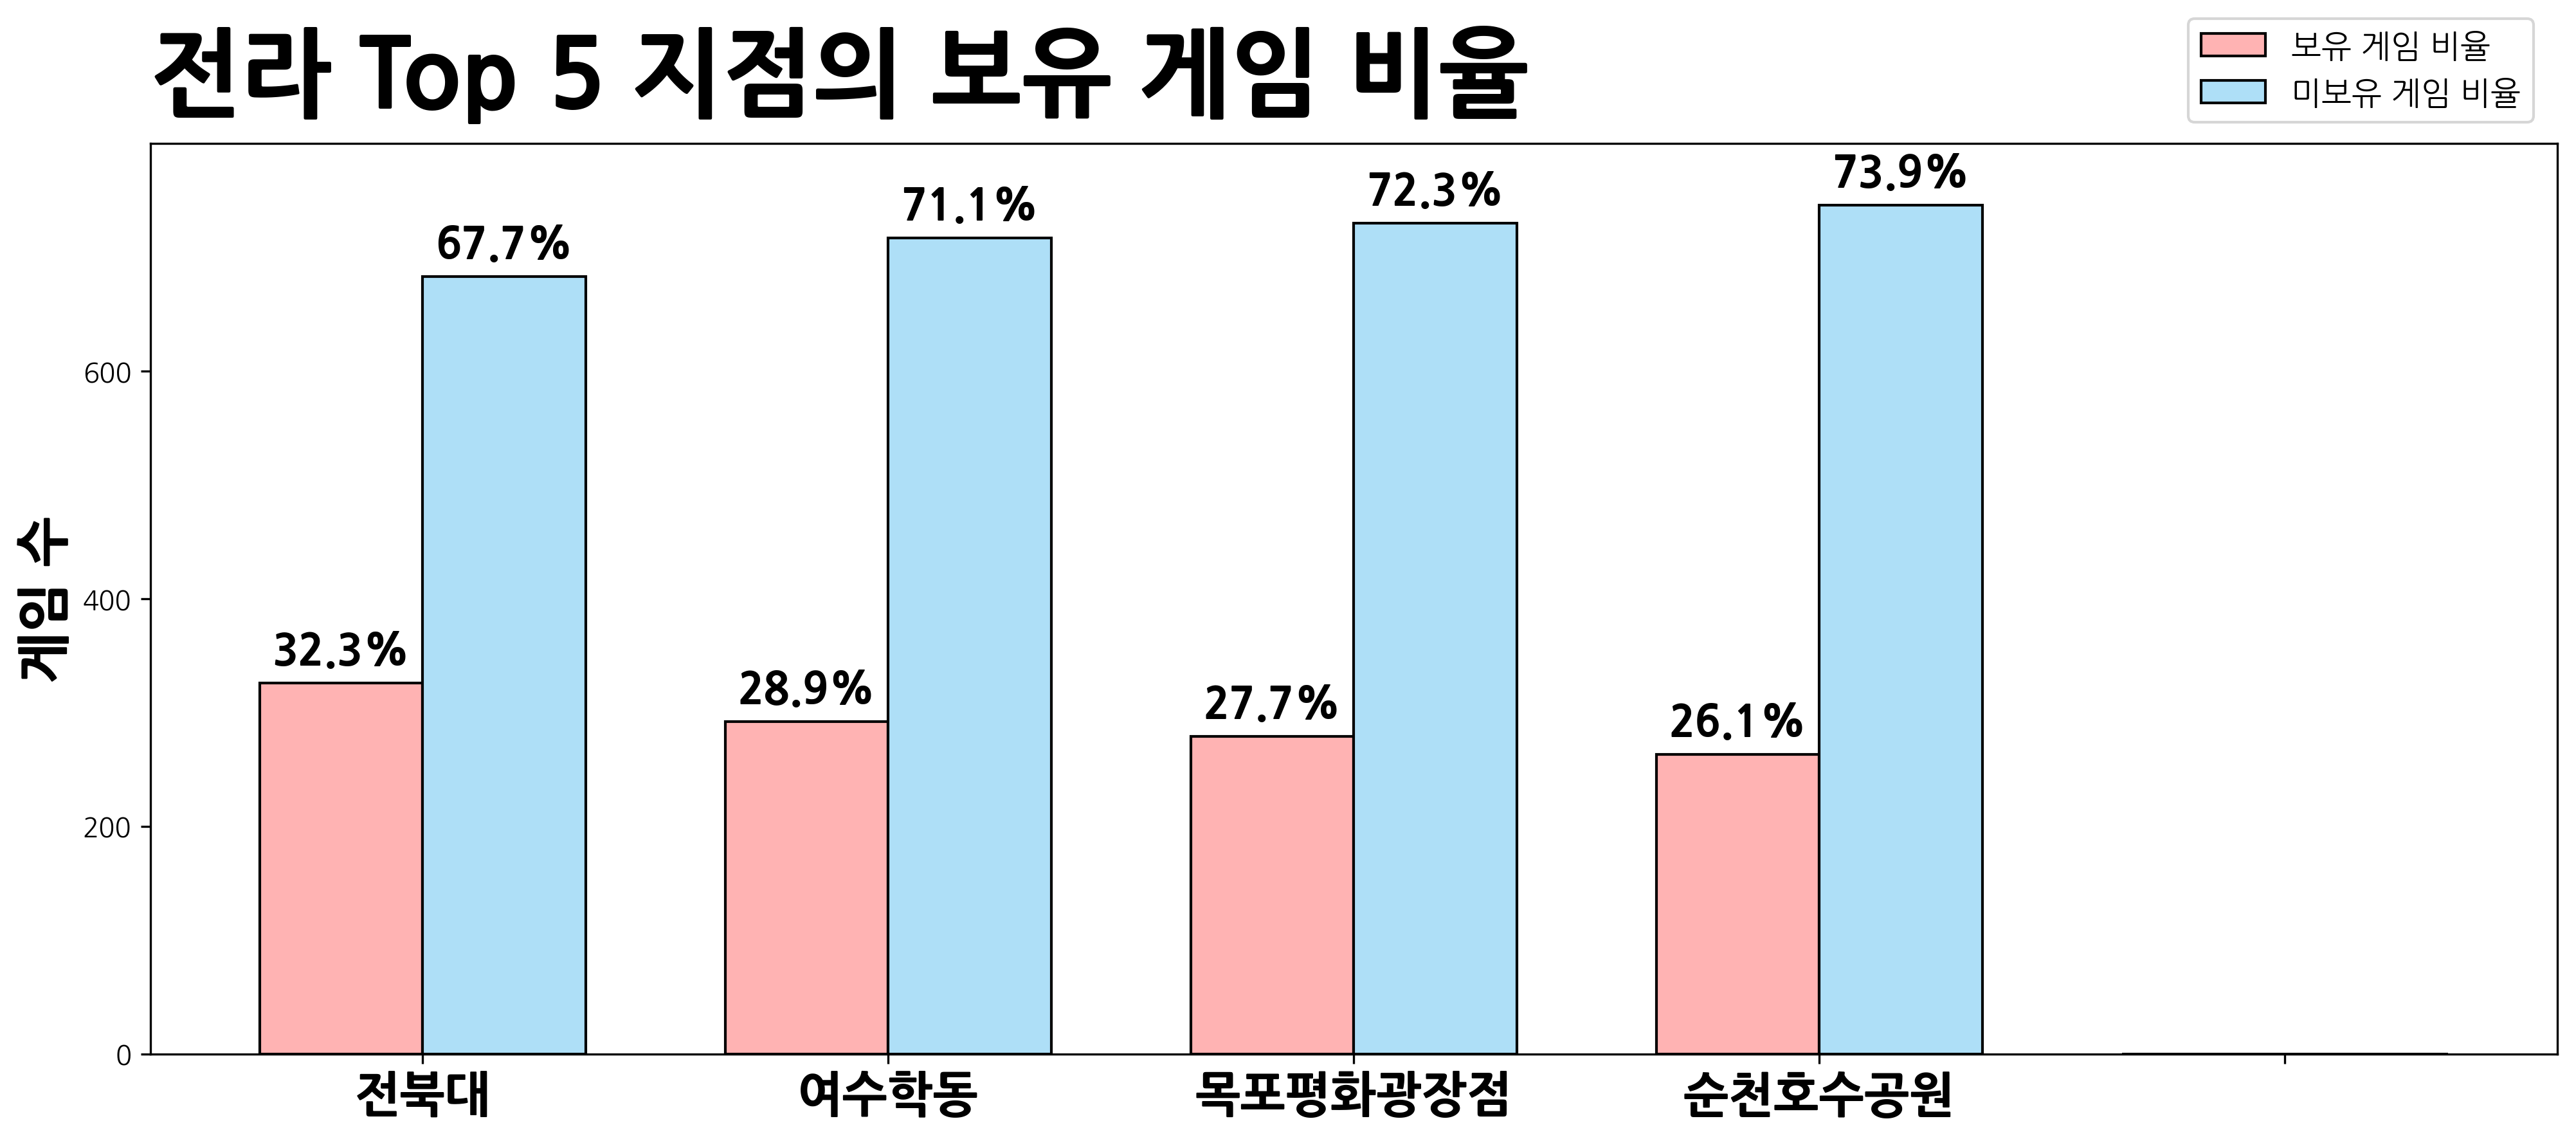 전라 Top 5 지점의 보유 게임 비율
보유 게임 비율
미보유 게임 비율
게임 수
600
400
200
0
32.3%
67.7%
28.9%
71.1%
27.7%
72.3%
26.1%
73.9%
전북대
여수학동
목포평화광장점
순천호수공원